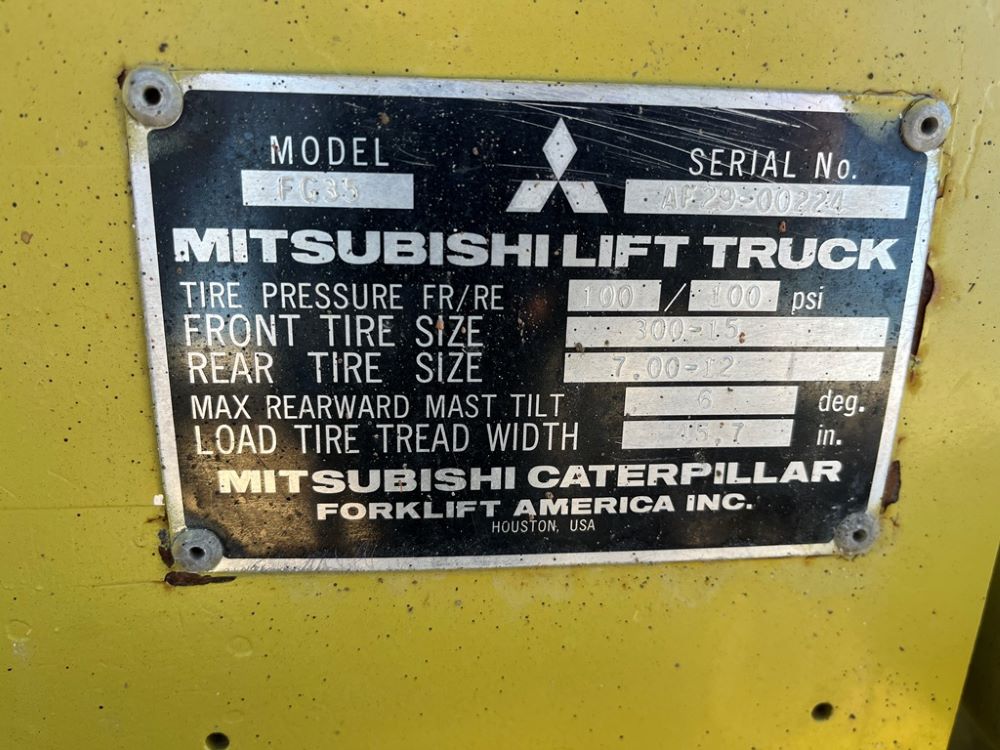 MODEL
SERIAL No.
FG35
AF29-00224
MITSUBISHI LIFT TRUCK
TIRE PRESSURE FR/RE 100 / 100 psi
FRONT TIRE SIZE 300-15
REAR TIRE SIZE 7.00-12
MAX REARWARD MAST TILT 6 deg.
LOAD TIRE TREAD WIDTH 45.7 in.
MITSUBISHI CATERPILLAR
FORKLIFT AMERICA INC.
HOUSTON, USA